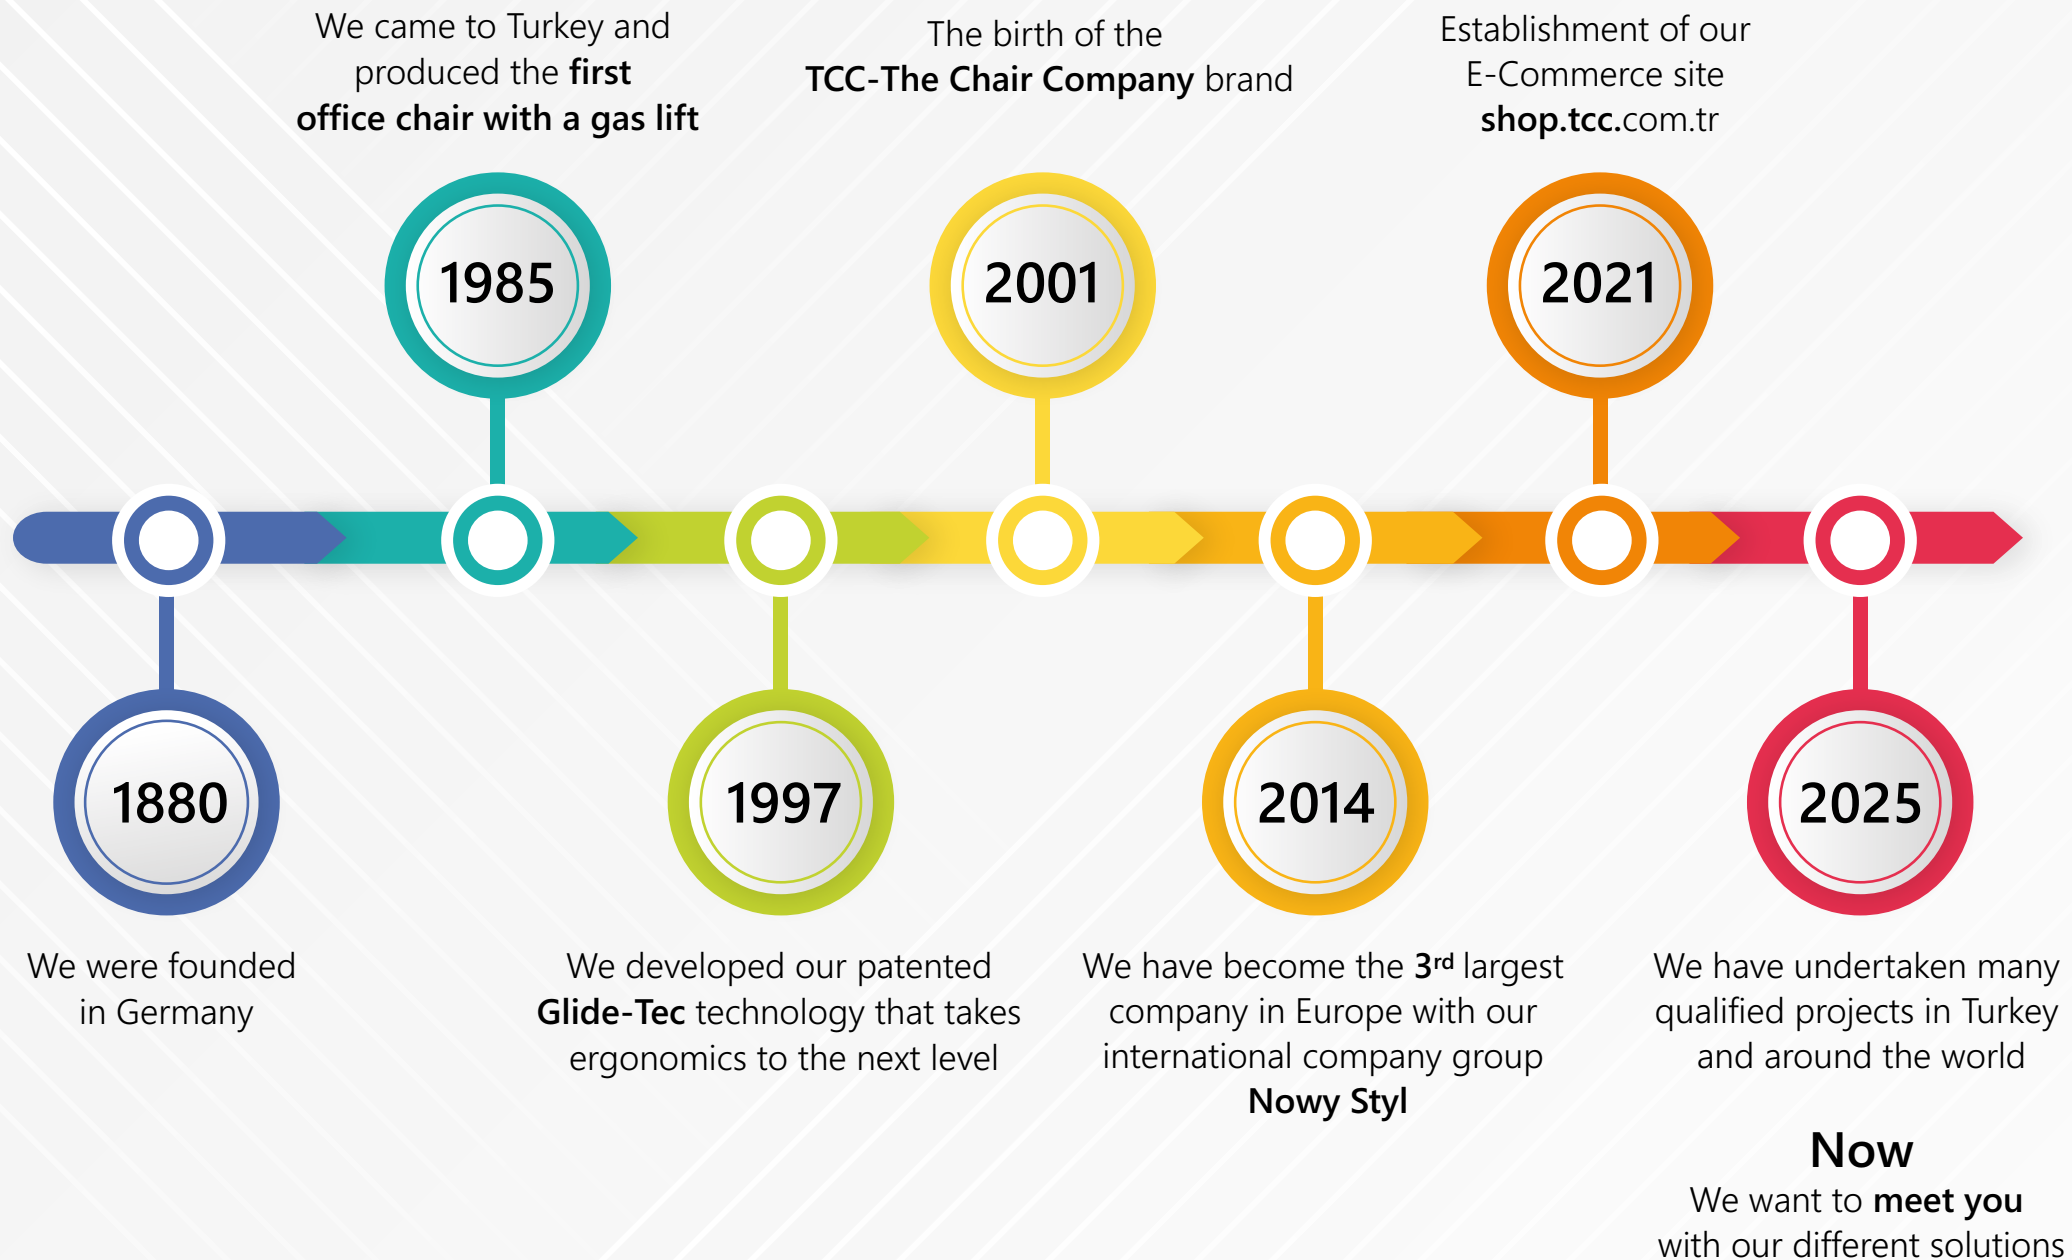 We came to Turkey and
produced the first
office chair with a gas lift
The birth of the
TCC-The Chair Company brand
Establishment of our
E-Commerce site
shop.tcc.com.tr
1985
2001
2021
1880
1997
2014
2025
We were founded
in Germany
We developed our patented
Glide-Tec technology that takes
ergonomics to the next level
We have become the 3rd largest
company in Europe with our
international company group
Nowy Styl
We have undertaken many
qualified projects in Turkey
and around the world
Now
We want to meet you
with our different solutions